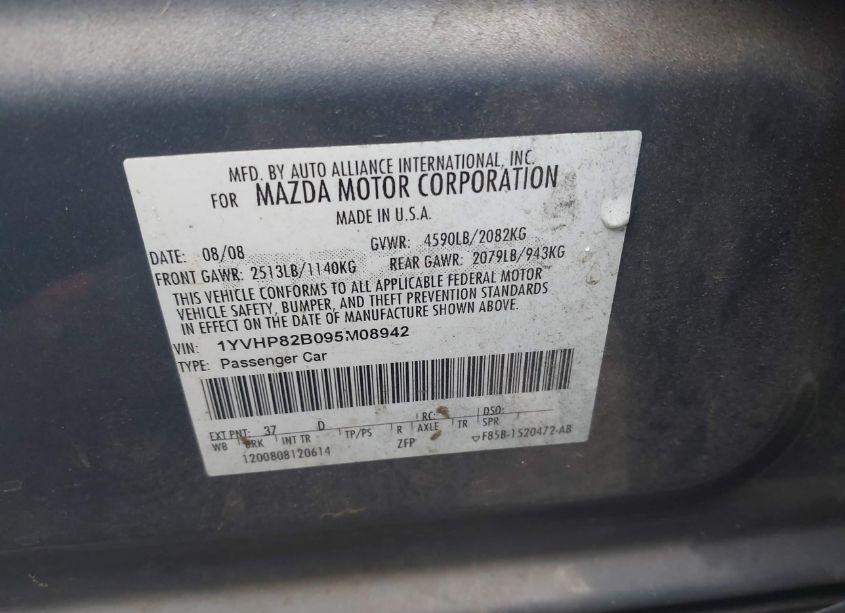 MFD. BY AUTO ALLIANCE INTERNATIONAL, INC.
FOR MAZDA MOTOR CORPORATION
MADE IN U.S.A.
DATE: 08/08 GVWR: 4590LB/2082KG
FRONT GAWR: 2513LB/1140KG REAR GAWR: 2079LB/943KG
THIS VEHICLE CONFORMS TO ALL APPLICABLE FEDERAL MOTOR
VEHICLE SAFETY, BUMPER, AND THEFT PREVENTION STANDARDS
IN EFFECT ON THE DATE OF MANUFACTURE SHOWN ABOVE.
VIN: 1YVHP82B095M08942
TYPE: Passenger Car
EXT PNT: 37 D RC: DSO:
WB BRK INT TR TP/PS R AXLE TR SPR
1200808120614 ZFP F85B-1520472-AB